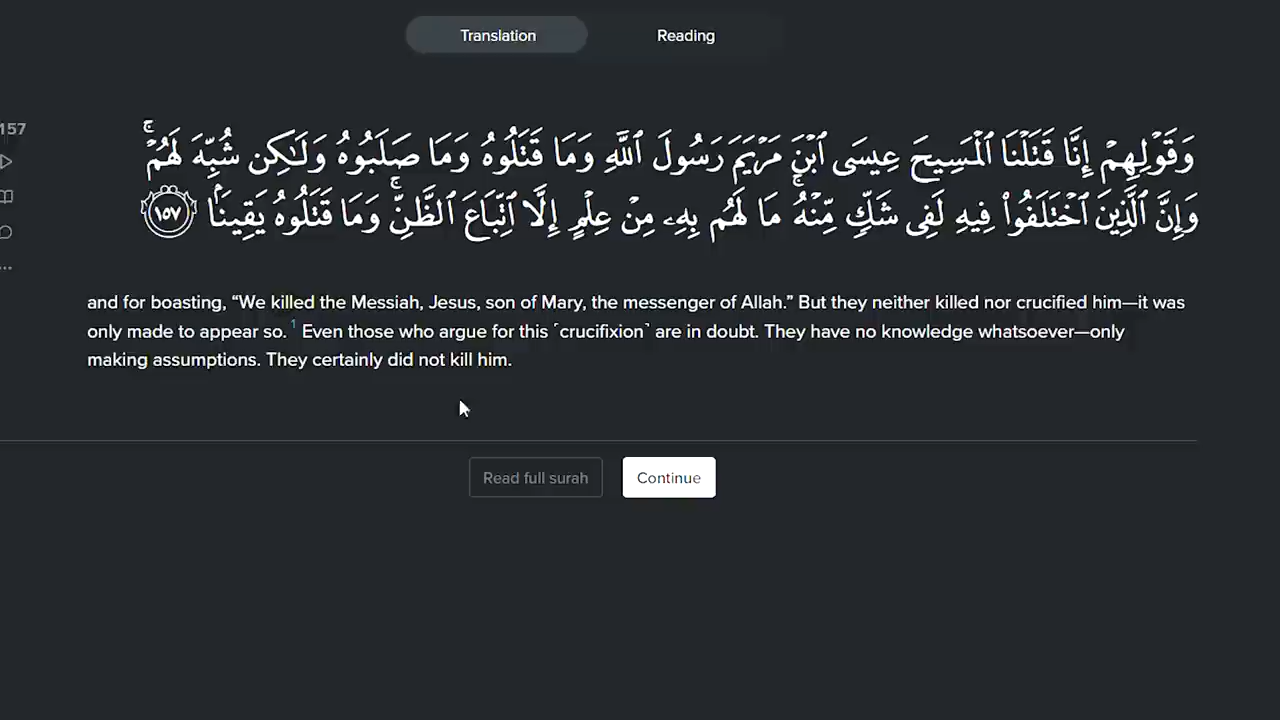 Translation
Reading
157
وَقَوْلِهِمْ إِنَّا قَتَلْنَا ٱلْمَسِيحَ عِيسَى ٱبْنَ مَرْيَمَ رَسُولَ ٱللَّهِ وَمَا قَتَلُوهُ وَمَا صَلَبُوهُ وَلَـٰكِن شُبِّهَ لَهُمْ ۚ
وَإِنَّ ٱلَّذِينَ ٱخْتَلَفُوا۟ فِيهِ لَفِى شَكٍّ مِّنْهُ ۚ مَا لَهُم بِهِۦ مِنْ عِلْمٍ إِلَّا ٱتِّبَاعَ ٱلظَّنِّ ۚ وَمَا قَتَلُوهُ يَقِينًۢا ١٥٧
and for boasting, “We killed the Messiah, Jesus, son of Mary, the messenger of Allah.” But they neither killed nor crucified him—it was
only made to appear so. 1 Even those who argue for this ˹crucifixion˺ are in doubt. They have no knowledge whatsoever—only
making assumptions. They certainly did not kill him.
Read full surah
Continue